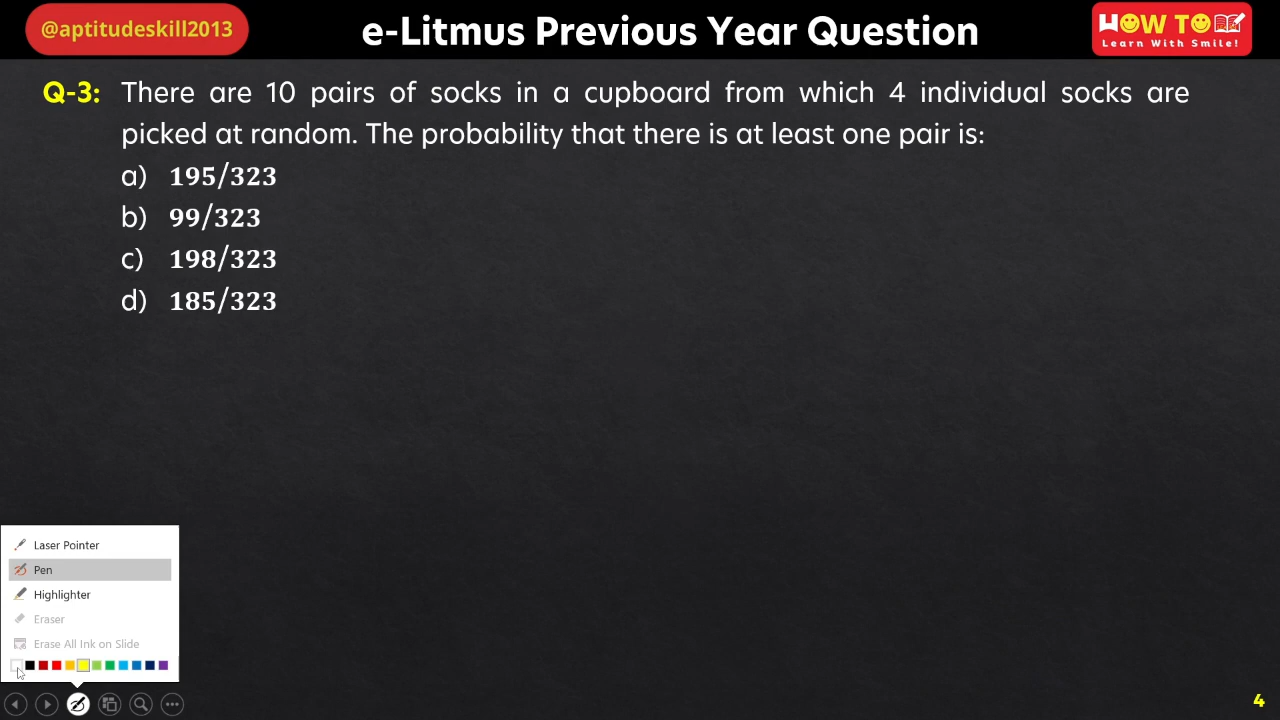 @aptitudeskill2013
e-Litmus Previous Year Question
HOW TO
Learn With Smile!
Q-3: There are 10 pairs of socks in a cupboard from which 4 individual socks are
picked at random. The probability that there is at least one pair is:
a) 195/323
b) 99/323
c) 198/323
d) 185/323
Laser Pointer
Pen
Highlighter
Eraser
Erase All Ink on Slide
4